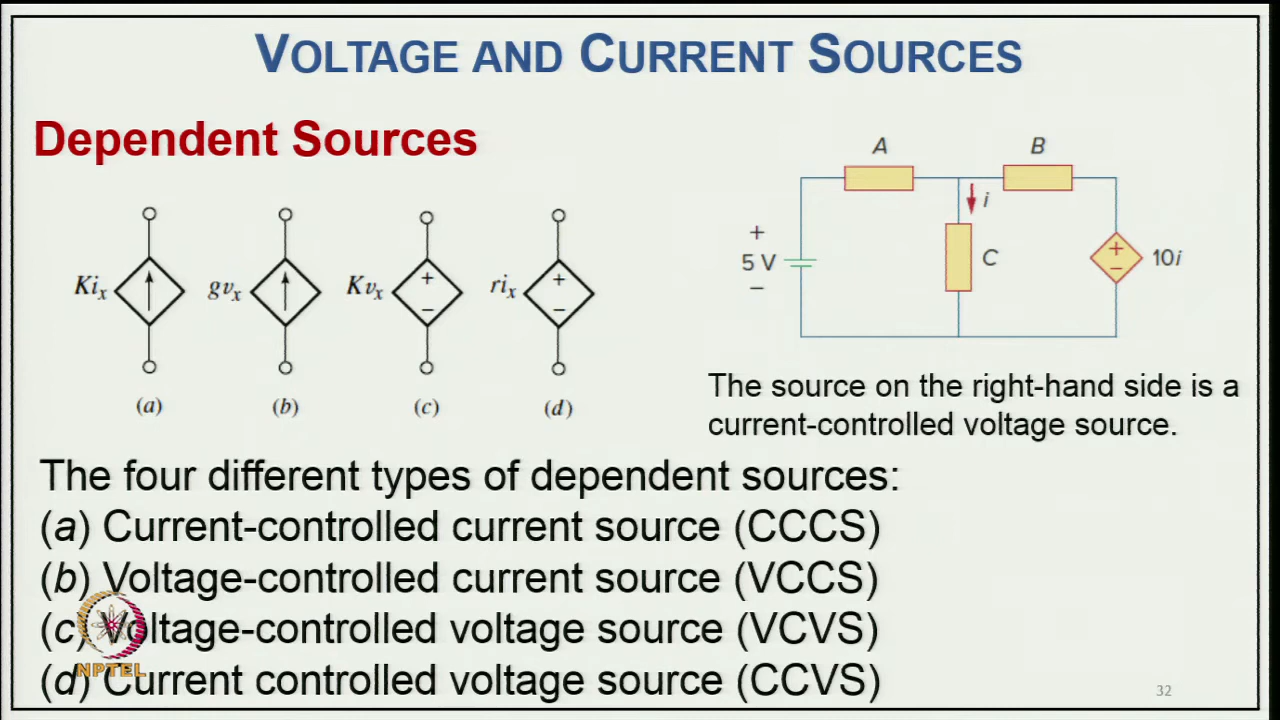 VOLTAGE AND CURRENT SOURCES
Dependent Sources
Kiₓ
gvₓ
Kvₓ
+
−
riₓ
+
−
(a)
(b)
(c)
(d)
A
B
i
+
5 V
−
C
+
−
10i
The source on the right-hand side is a
current-controlled voltage source.
The four different types of dependent sources:
(a) Current-controlled current source (CCCS)
(b) Voltage-controlled current source (VCCS)
(c) Voltage-controlled voltage source (VCVS)
(d) Current controlled voltage source (CCVS)
NPTEL
32